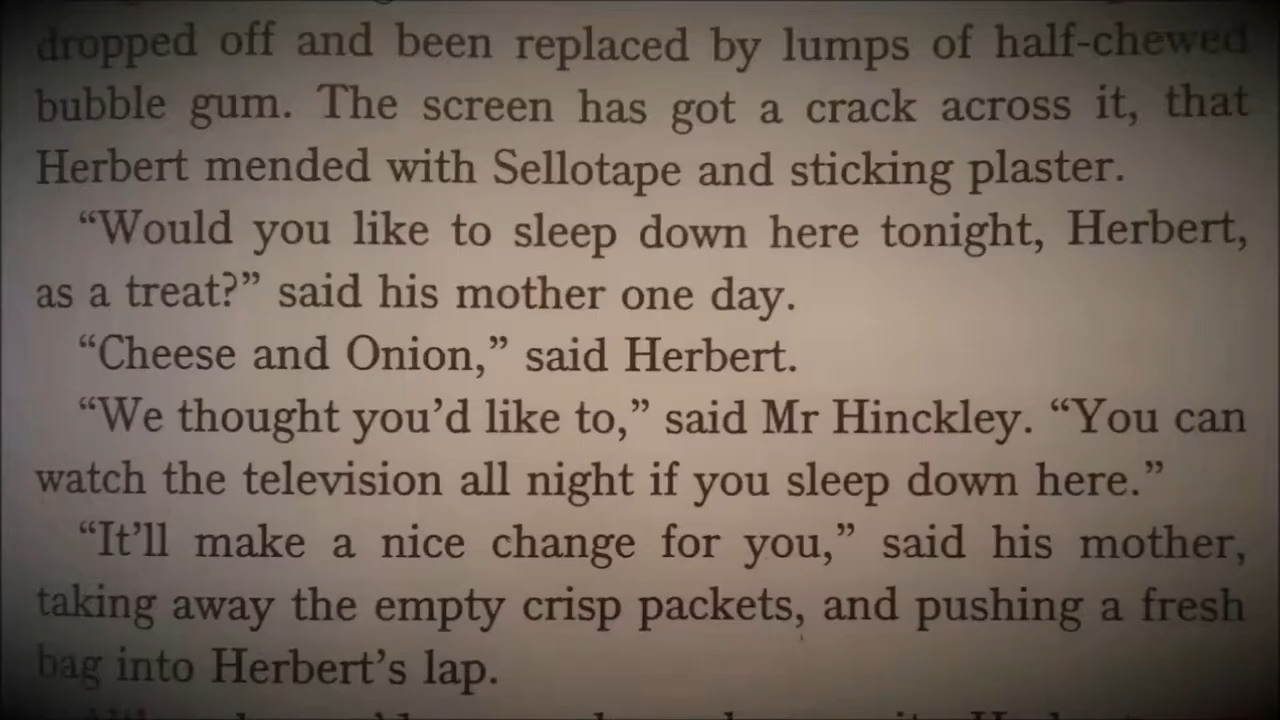 dropped off and been replaced by lumps of half-chewed
bubble gum. The screen has got a crack across it, that
Herbert mended with Sellotape and sticking plaster.
“Would you like to sleep down here tonight, Herbert,
as a treat?” said his mother one day.
“Cheese and Onion,” said Herbert.
“We thought you’d like to,” said Mr Hinckley. “You can
watch the television all night if you sleep down here.”
“It’ll make a nice change for you,” said his mother,
taking away the empty crisp packets, and pushing a fresh
bag into Herbert’s lap.